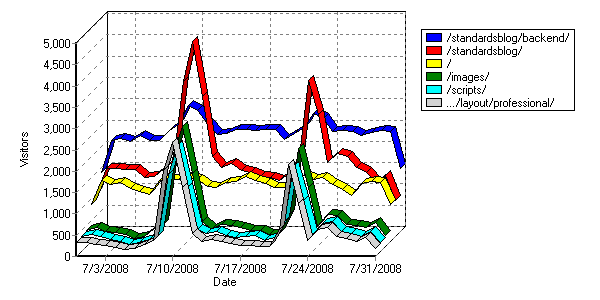 5,000
4,500
4,000
3,500
3,000
2,500
2,000
1,500
1,000
500
0
Visitors
7/3/2008
7/10/2008
7/17/2008
7/24/2008
7/31/2008
Date
/standardsblog/backend/
/standardsblog/
/
/images/
/scripts/
.../layout/professional/